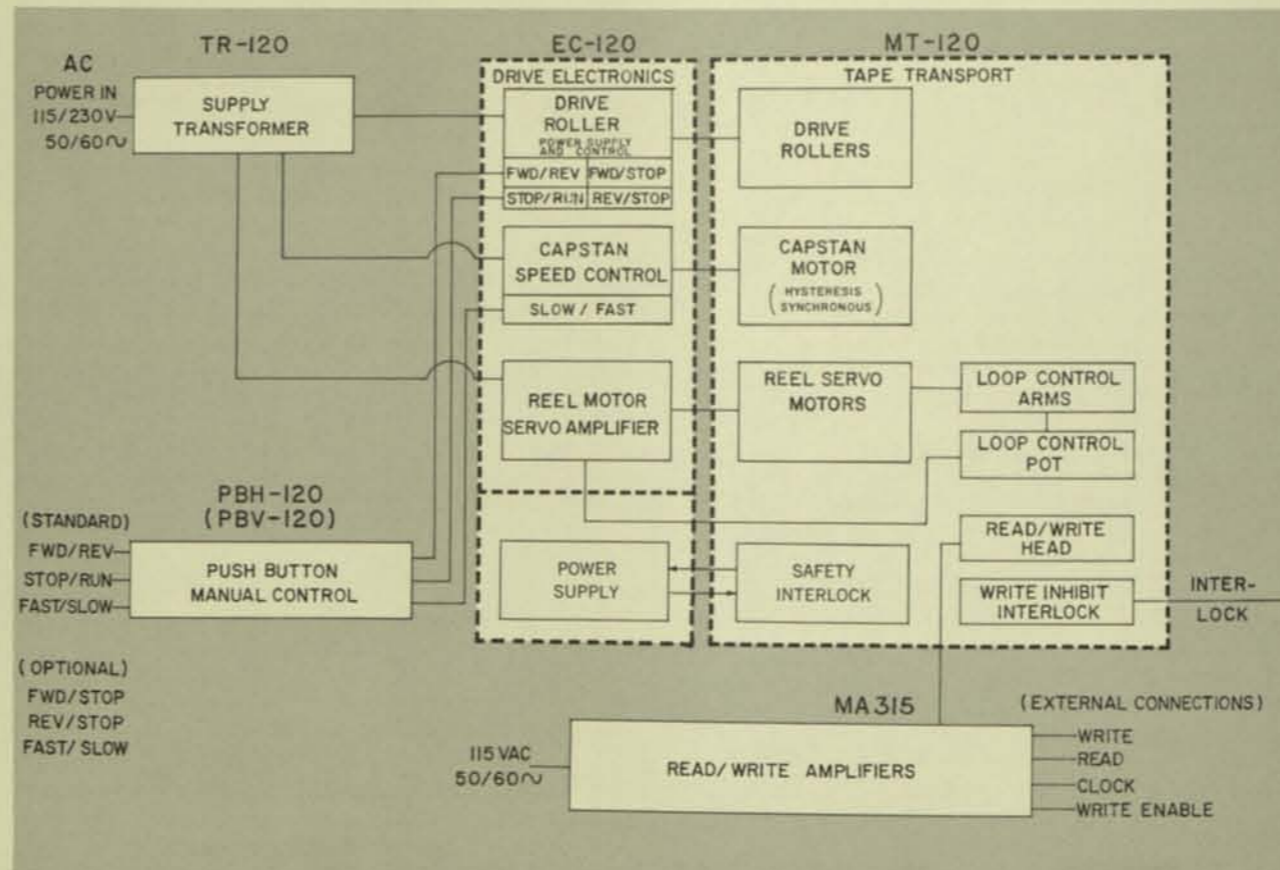 TR-120
EC-120
MT-120
AC
POWER IN
115/230V
50/60~
SUPPLY
TRANSFORMER
DRIVE ELECTRONICS
DRIVE
ROLLER
POWER SUPPLY
AND CONTROL
FWD/REV FWD/STOP
STOP/RUN REV/STOP
CAPSTAN
SPEED CONTROL
SLOW / FAST
REEL MOTOR
SERVO AMPLIFIER
POWER
SUPPLY
TAPE TRANSPORT
DRIVE
ROLLERS
CAPSTAN
MOTOR
(HYSTERESIS
SYNCHRONOUS)
REEL SERVO
MOTORS
LOOP CONTROL
ARMS
LOOP CONTROL
POT
READ/WRITE
HEAD
SAFETY
INTERLOCK
WRITE INHIBIT
INTERLOCK
INTER-
LOCK
PBH-120
(PBV-120)
(STANDARD)
FWD/REV
STOP/RUN
FAST/SLOW
PUSH BUTTON
MANUAL CONTROL
(OPTIONAL)
FWD/STOP
REV/STOP
FAST/SLOW
MA315
(EXTERNAL CONNECTIONS)
115 VAC
50/60~
READ/WRITE AMPLIFIERS
WRITE
READ
CLOCK
WRITE ENABLE